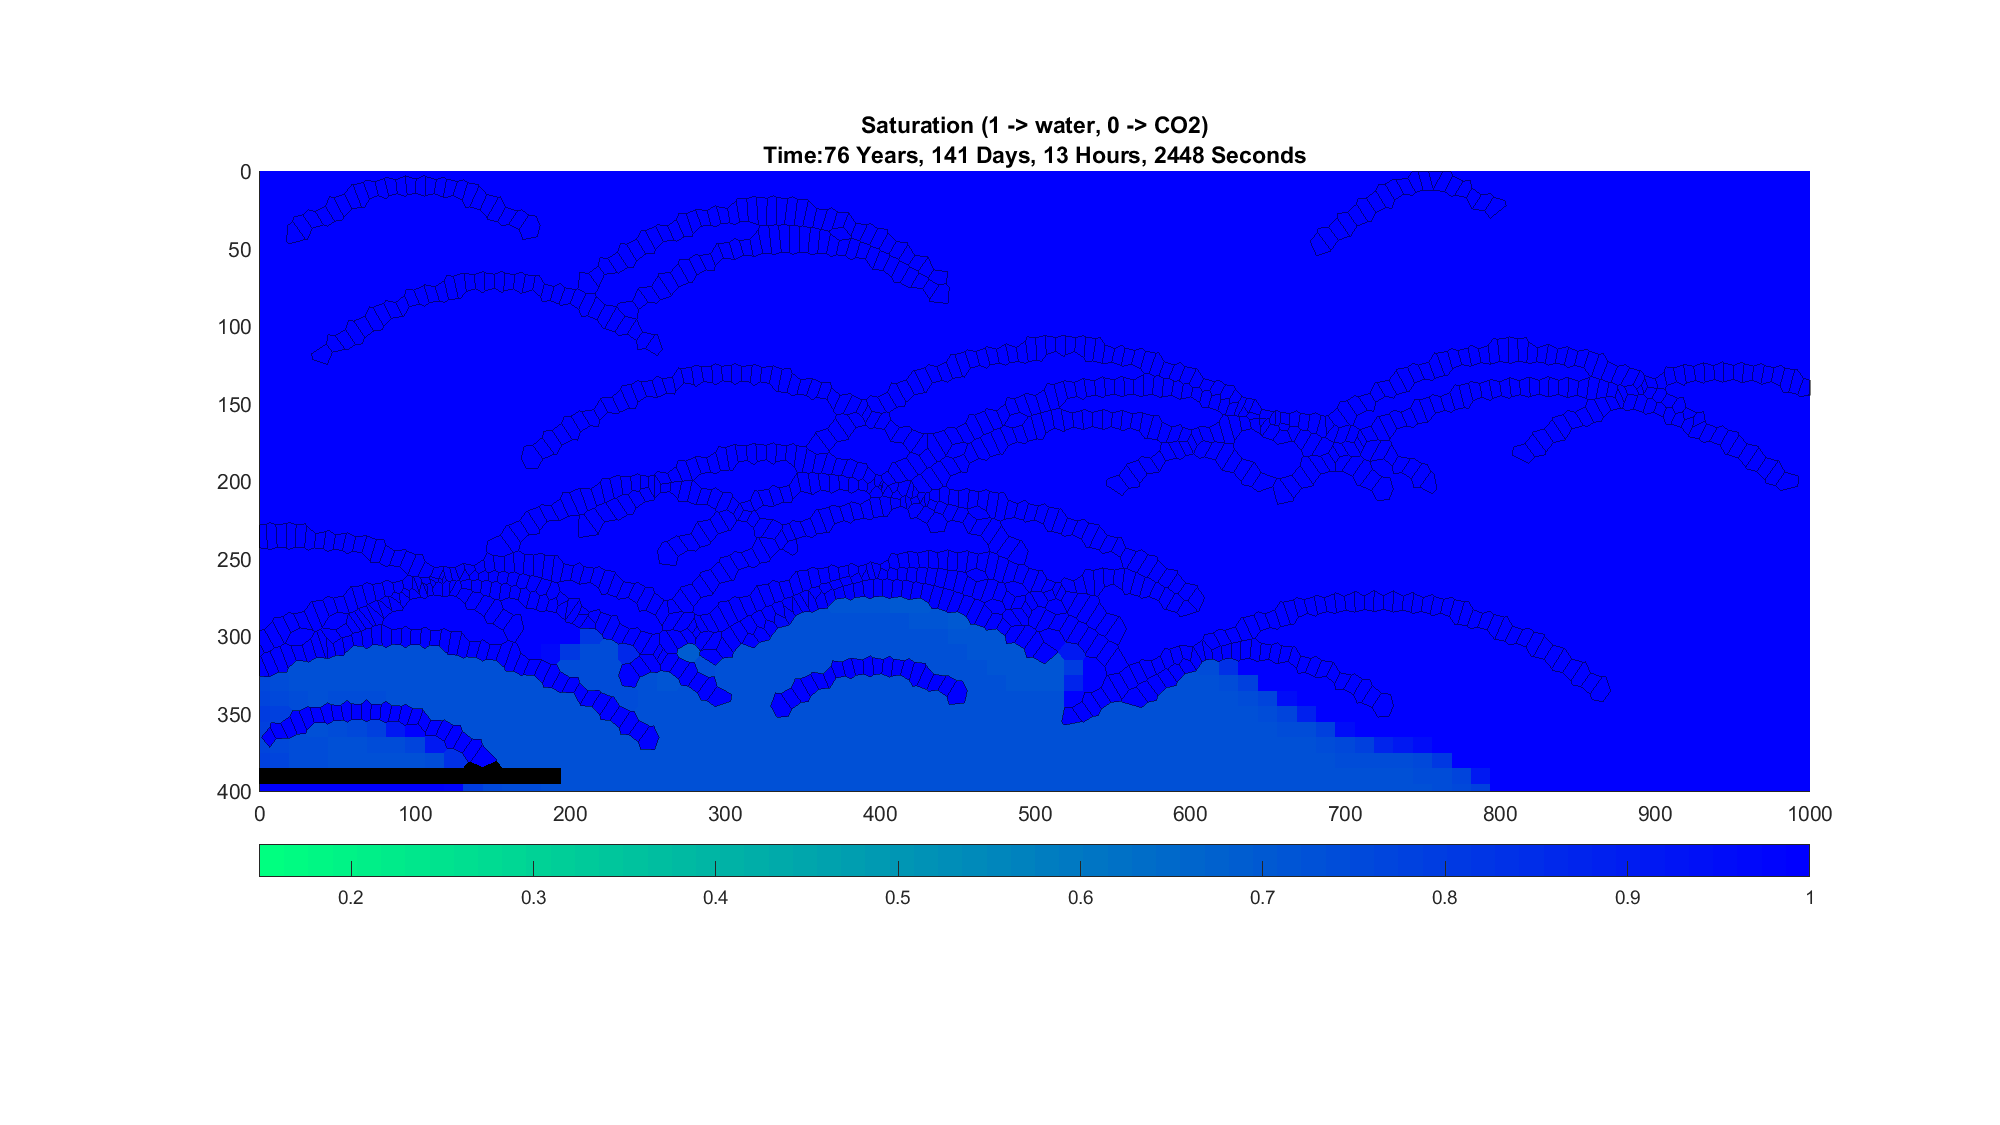 Saturation (1 -> water, 0 -> CO2)
Time:76 Years, 141 Days, 13 Hours, 2448 Seconds
0
50
100
150
200
250
300
350
400
0 100 200 300 400 500 600 700 800 900 1000
0.2 0.3 0.4 0.5 0.6 0.7 0.8 0.9 1